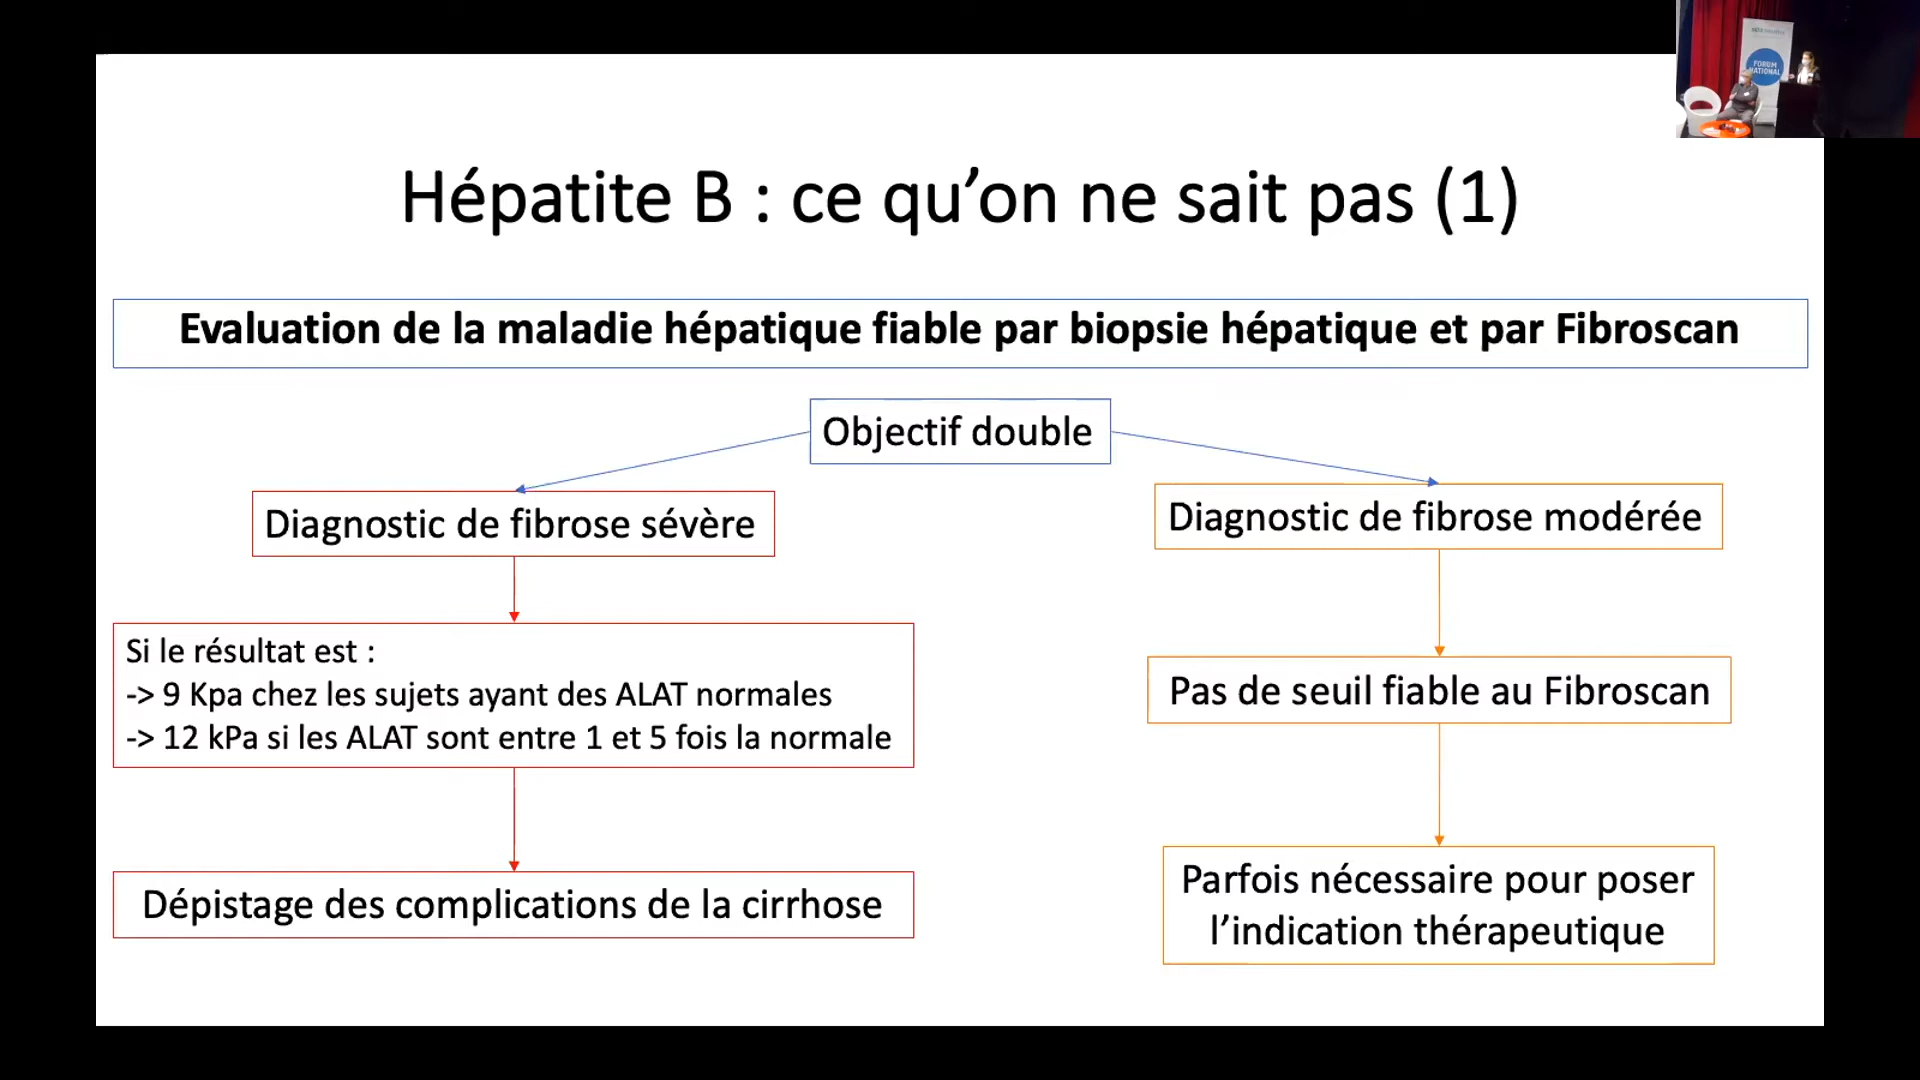 Hépatite B : ce qu’on ne sait pas (1)
Evaluation de la maladie hépatique fiable par biopsie hépatique et par Fibroscan
Objectif double
Diagnostic de fibrose sévère
Diagnostic de fibrose modérée
Si le résultat est :
-> 9 Kpa chez les sujets ayant des ALAT normales
-> 12 kPa si les ALAT sont entre 1 et 5 fois la normale
Pas de seuil fiable au Fibroscan
Dépistage des complications de la cirrhose
Parfois nécessaire pour poser
l’indication thérapeutique
FORUM
NATIONAL